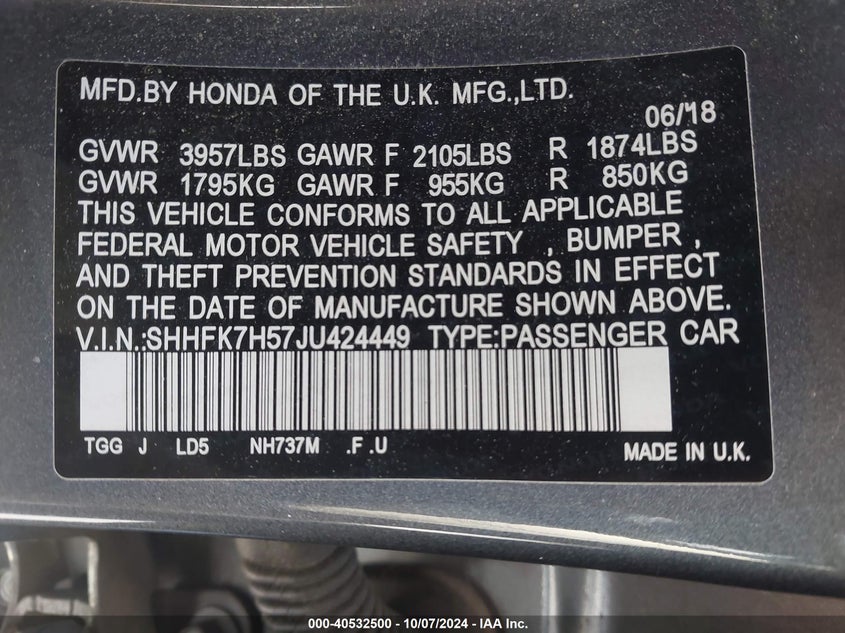 MFD.BY HONDA OF THE U.K. MFG.,LTD.
06/18
GVWR 3957LBS GAWR F 2105LBS R 1874LBS
GVWR 1795KG GAWR F 955KG R 850KG
THIS VEHICLE CONFORMS TO ALL APPLICABLE
FEDERAL MOTOR VEHICLE SAFETY , BUMPER ,
AND THEFT PREVENTION STANDARDS IN EFFECT
ON THE DATE OF MANUFACTURE SHOWN ABOVE.
V.I.N.:SHHFK7H57JU424449 TYPE:PASSENGER CAR
TGG J LD5 NH737M .F .U MADE IN U.K.
000-40532500 - 10/07/2024 - IAA Inc.